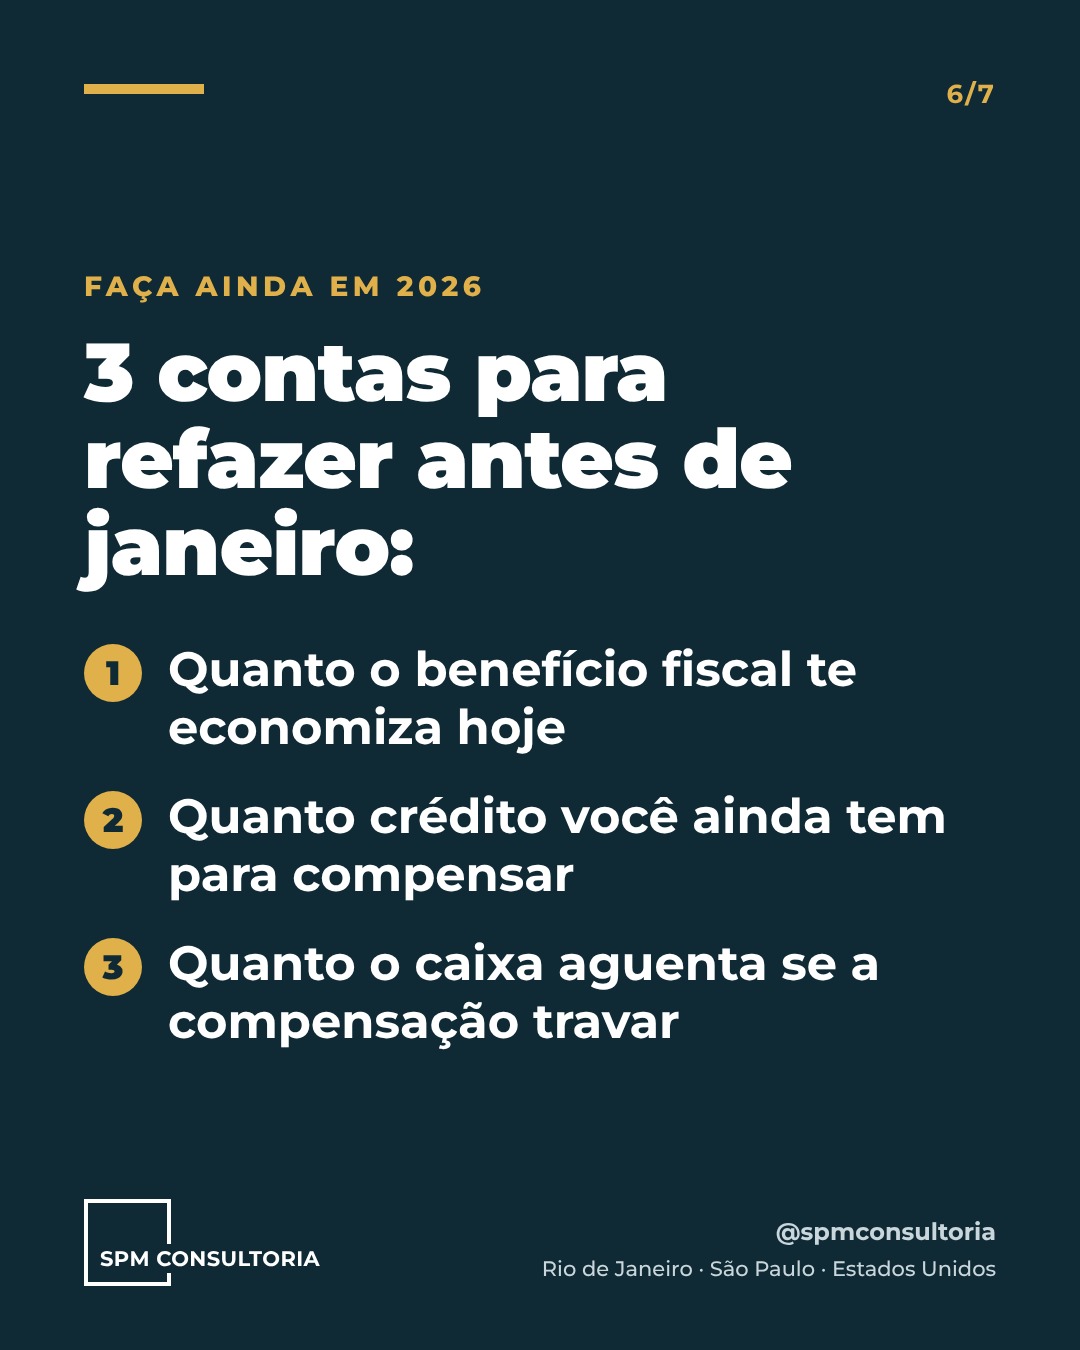 6/7
FAÇA AINDA EM 2026
3 contas para
refazer antes de
janeiro:
1 Quanto o benefício fiscal te
economiza hoje
2 Quanto crédito você ainda tem
para compensar
3 Quanto o caixa aguenta se a
compensação travar
SPM CONSULTORIA
@spmconsultoria
Rio de Janeiro · São Paulo · Estados Unidos